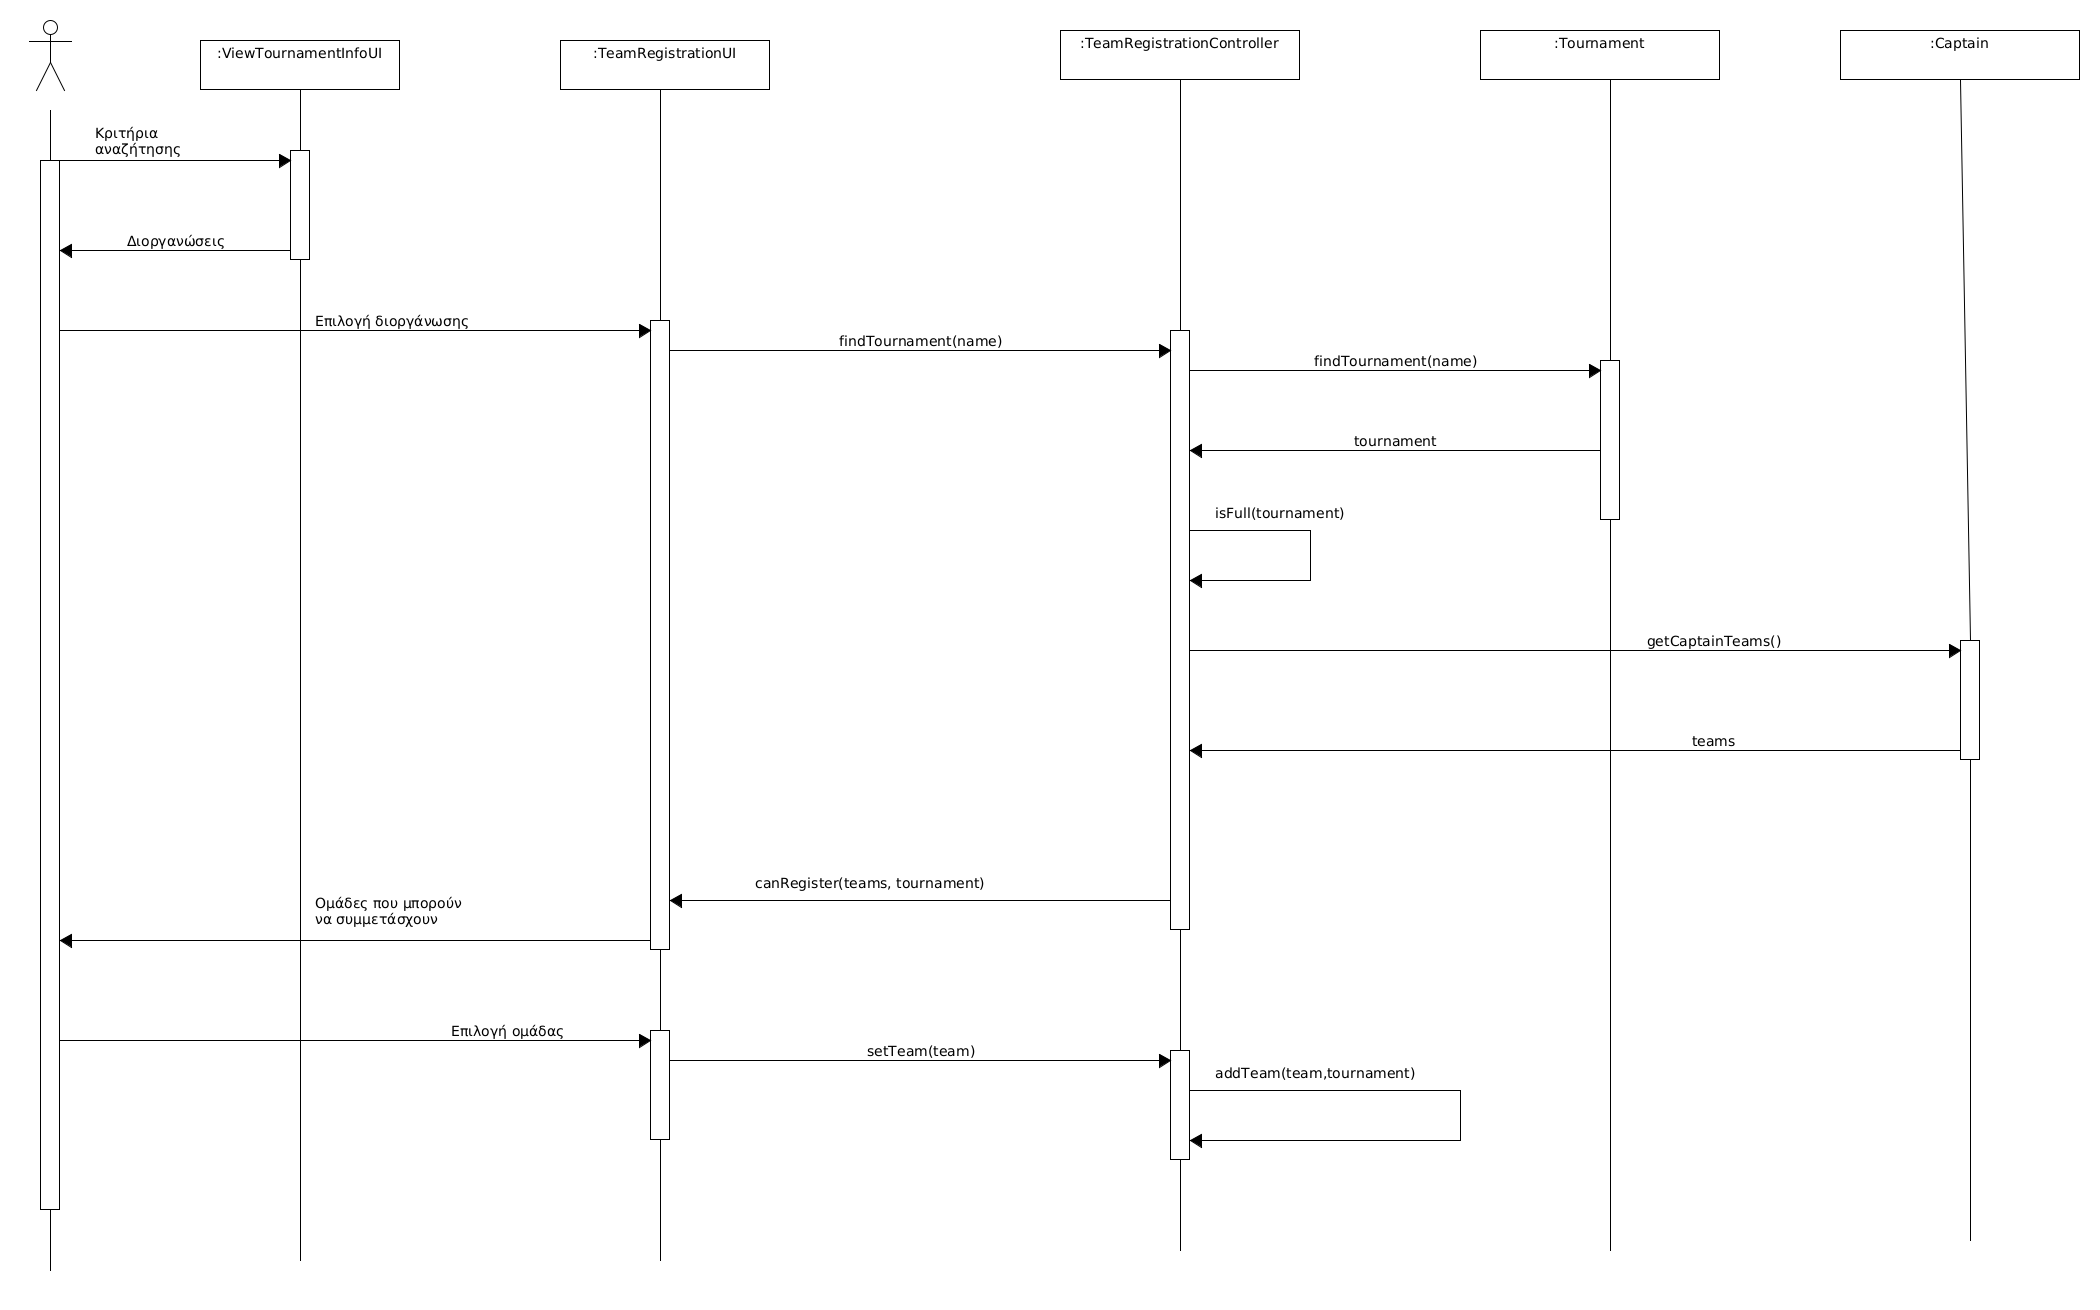 :ViewTournamentInfoUI
:TeamRegistrationUI
:TeamRegistrationController
:Tournament
:Captain
Κριτήρια
αναζήτησης
Διοργανώσεις
Επιλογή διοργάνωσης
findTournament(name)
findTournament(name)
tournament
isFull(tournament)
getCaptainTeams()
teams
canRegister(teams, tournament)
Ομάδες που μπορούν
να συμμετάσχουν
Επιλογή ομάδας
setTeam(team)
addTeam(team,tournament)